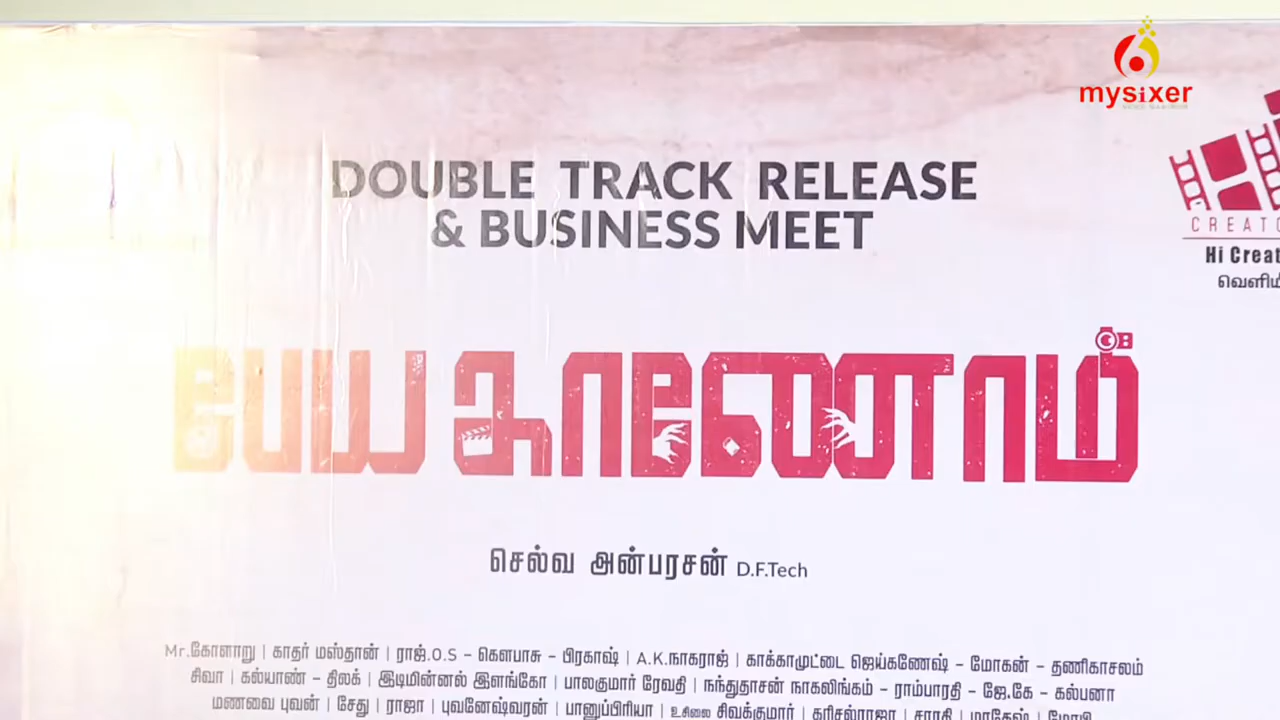 mysixer
DOUBLE TRACK RELEASE
& BUSINESS MEET
CREATO
Hi Creat
வெளியீ
பேய காணோம்
செல்வ அன்பரசன் D.F.Tech
Mr.கோளாறு | காதர் மஸ்தான் | ராஜ்.O.S - கௌபாசு - பிரகாஷ் | A.K.நாகராஜ் | காக்காமுட்டை ஜெய்கணேஷ் - மோகன் - தணிகாசலம்
சிவா | கல்யாண் - திலக் | இடிமின்னல் இளங்கோ | பாலகுமார் ரேவதி | நந்துதாசன் நாகலிங்கம் - ராம்பாரதி - ஜே.கே - கல்பனா
மணவை புவன் | சேது | ராஜா | புவனேஷ்வரன் | பானுப்பிரியா | உசிலை சிவக்குமார் |